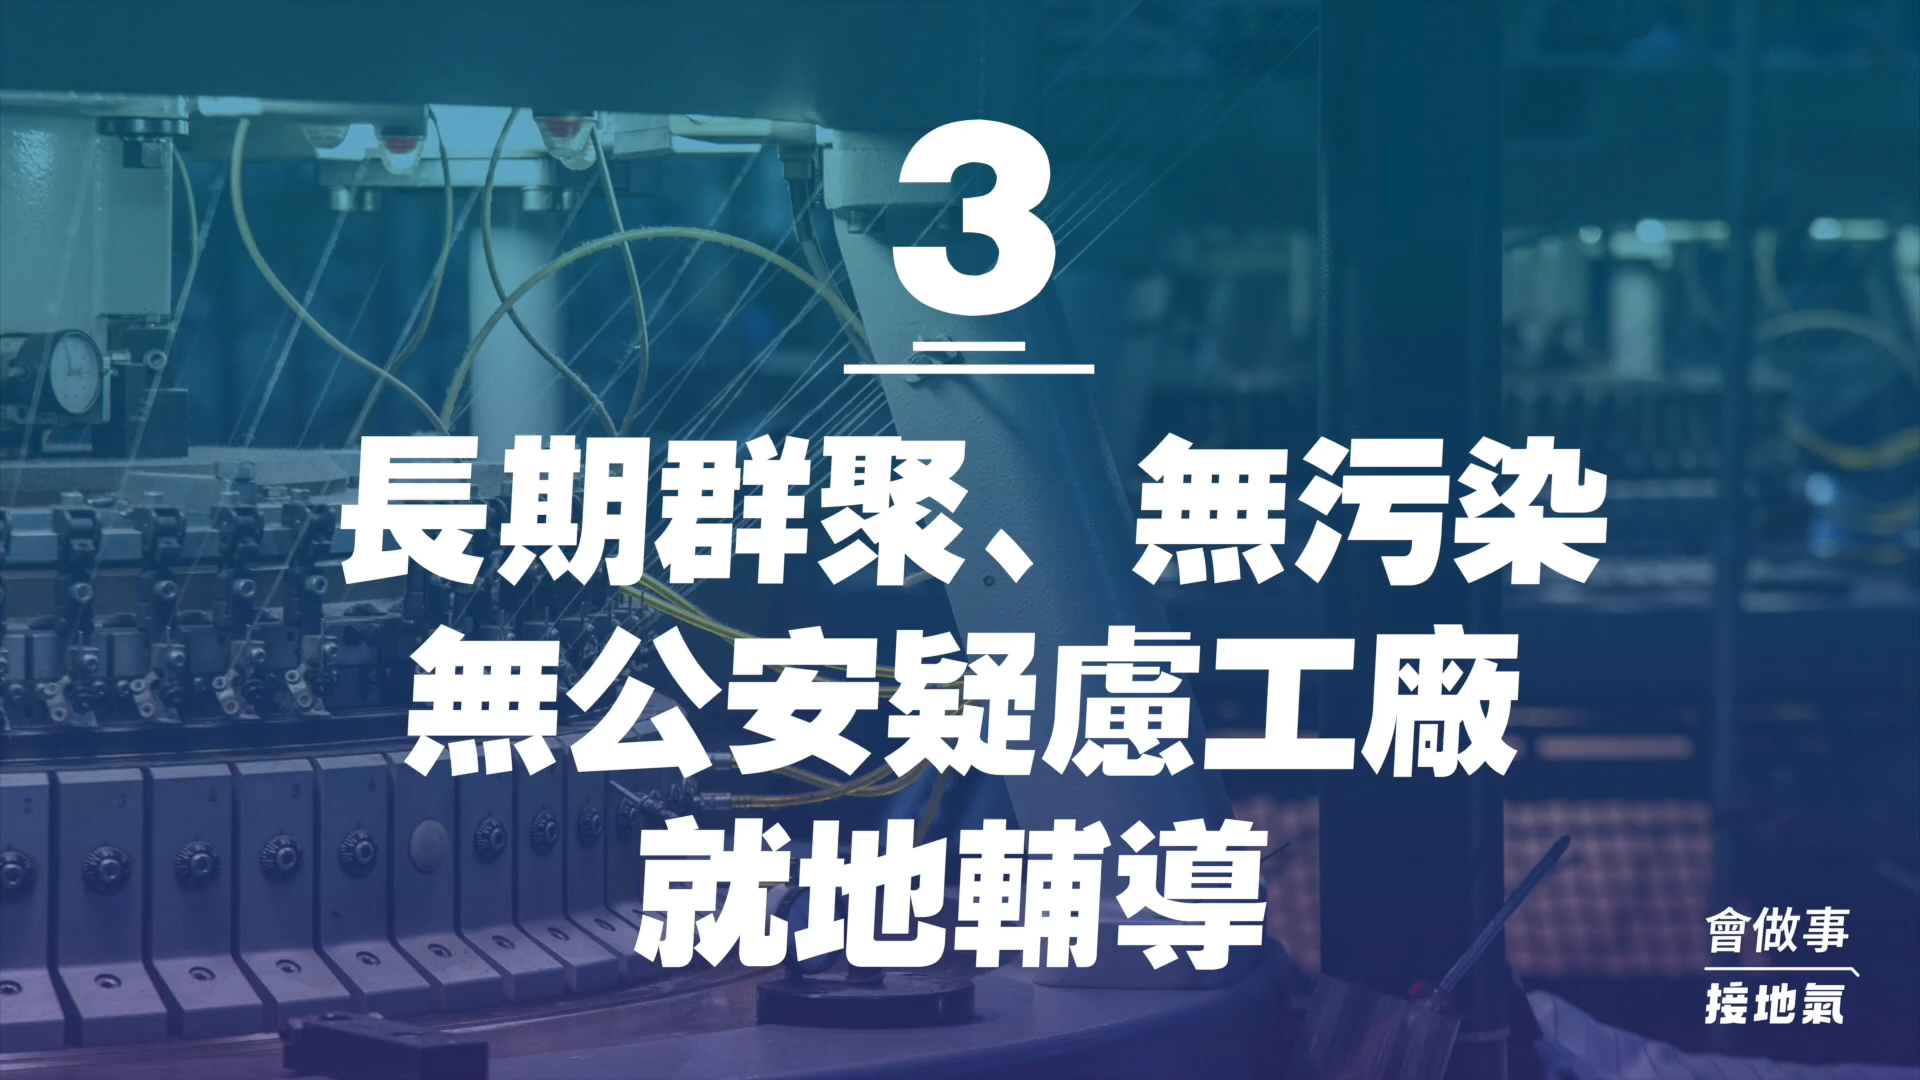 3
長期群聚、無污染
無公安疑慮工廠
就地輔導
會做事
接地氣